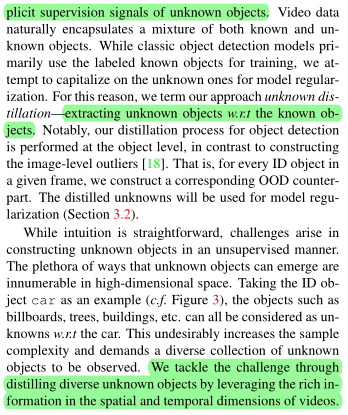 plicit supervision signals of unknown objects. Video data
naturally encapsulates a mixture of both known and un-
known objects. While classic object detection models pri-
marily use the labeled known objects for training, we at-
tempt to capitalize on the unknown ones for model regular-
ization. For this reason, we term our approach unknown dis-
tillation—extracting unknown objects w.r.t the known ob-
jects. Notably, our distillation process for object detection
is performed at the object level, in contrast to constructing
the image-level outliers [18]. That is, for every ID object in
a given frame, we construct a corresponding OOD counter-
part. The distilled unknowns will be used for model regu-
larization (Section 3.2).
While intuition is straightforward, challenges arise in
constructing unknown objects in an unsupervised manner.
The plethora of ways that unknown objects can emerge are
innumerable in high-dimensional space. Taking the ID ob-
ject car as an example (c.f. Figure 3), the objects such as
billboards, trees, buildings, etc. can all be considered as un-
knowns w.r.t the car. This undesirably increases the sample
complexity and demands a diverse collection of unknown
objects to be observed. We tackle the challenge through
distilling diverse unknown objects by leveraging the rich in-
formation in the spatial and temporal dimensions of videos.